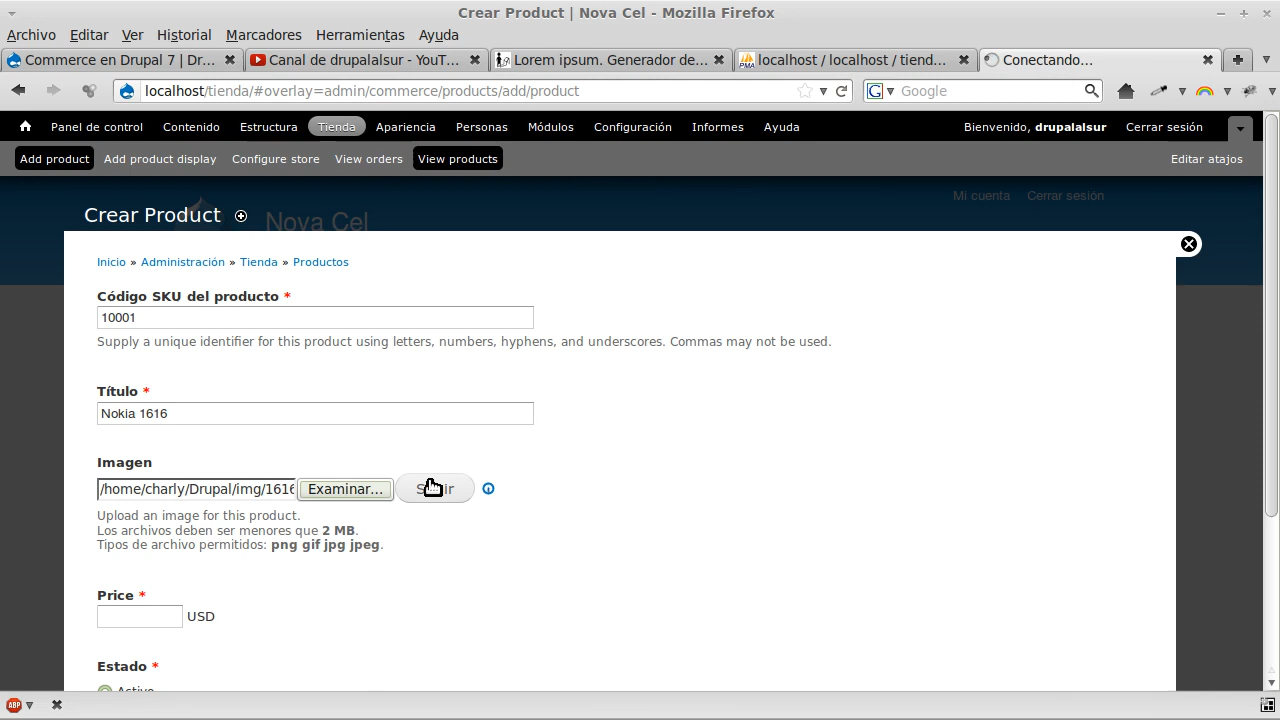 Crear Product | Nova Cel - Mozilla Firefox
Archivo Editar Ver Historial Marcadores Herramientas Ayuda
Commerce en Drupal 7 | Dr... Canal de drupalalsur - YouT... Lorem ipsum. Generador de... localhost / localhost / tiend... Conectando...
localhost/tienda/#overlay=admin/commerce/products/add/product Google
Panel de control Contenido Estructura Tienda Apariencia Personas Módulos Configuración Informes Ayuda Bienvenido, drupalalsur Cerrar sesión
Add product Add product display Configure store View orders View products Editar atajos
Mi cuenta Cerrar sesión
Crear Product Nova Cel
Inicio » Administración » Tienda » Productos
Código SKU del producto *
10001
Supply a unique identifier for this product using letters, numbers, hyphens, and underscores. Commas may not be used.
Título *
Nokia 1616
Imagen
/home/charly/Drupal/img/1616 Examinar...
Upload an image for this product.
Los archivos deben ser menores que 2 MB.
Tipos de archivo permitidos: png gif jpg jpeg.
Price *
USD
Estado *
Activo
ABP